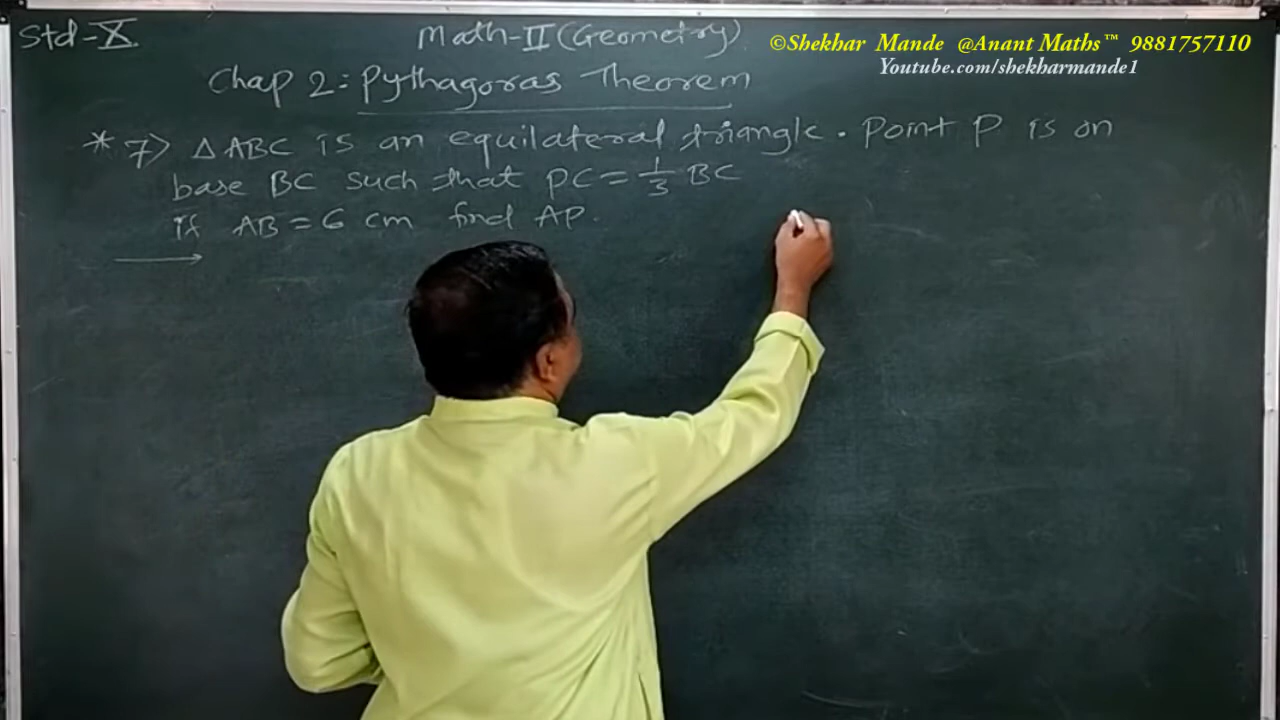 Std-X
Math-II (Geometry)
©Shekhar Mande @Anant Maths™ 9881757110
Youtube.com/shekharmande1
Chap 2: Pythagoras Theorem
* 7) △ABC is an equilateral triangle. Point P is on
base BC such that PC = 1/3 BC
if AB = 6 cm find AP.